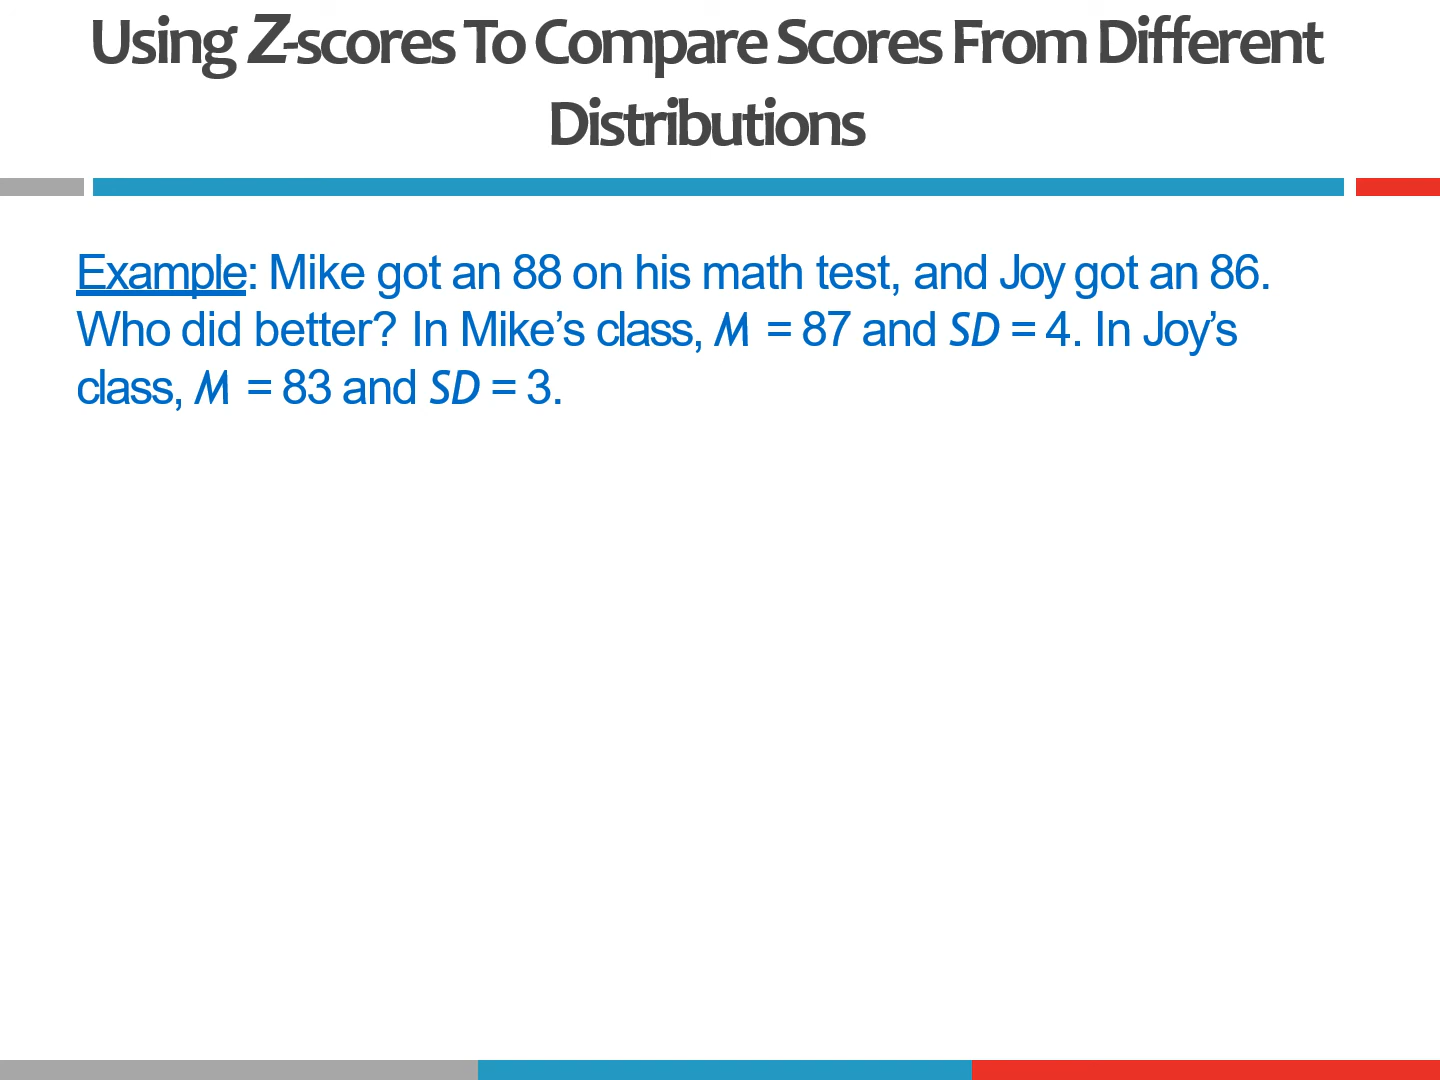 Using Z-scores To Compare Scores From Different
Distributions
Example: Mike got an 88 on his math test, and Joy got an 86.
Who did better? In Mike’s class, M = 87 and SD = 4. In Joy’s
class, M = 83 and SD = 3.